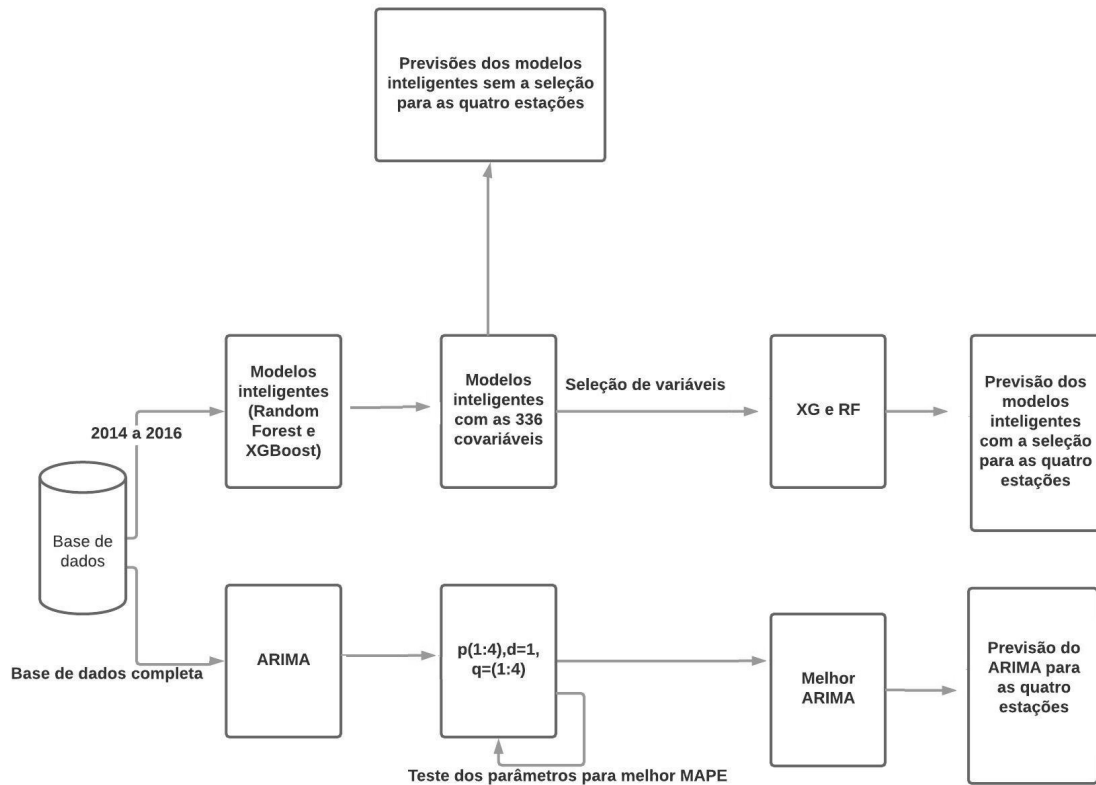 Previsões dos modelos
inteligentes sem a seleção
para as quatro estações
Modelos
inteligentes
(Random
Forest e
XGBoost)
Modelos
inteligentes
com as 336
covariáveis
Seleção de variáveis
XG e RF
Previsão dos
modelos
inteligentes
com a seleção
para as quatro
estações
2014 a 2016
Base de
dados
Base de dados completa
ARIMA
p(1:4),d=1,
q=(1:4)
Teste dos parâmetros para melhor MAPE
Melhor
ARIMA
Previsão do
ARIMA para
as quatro
estações